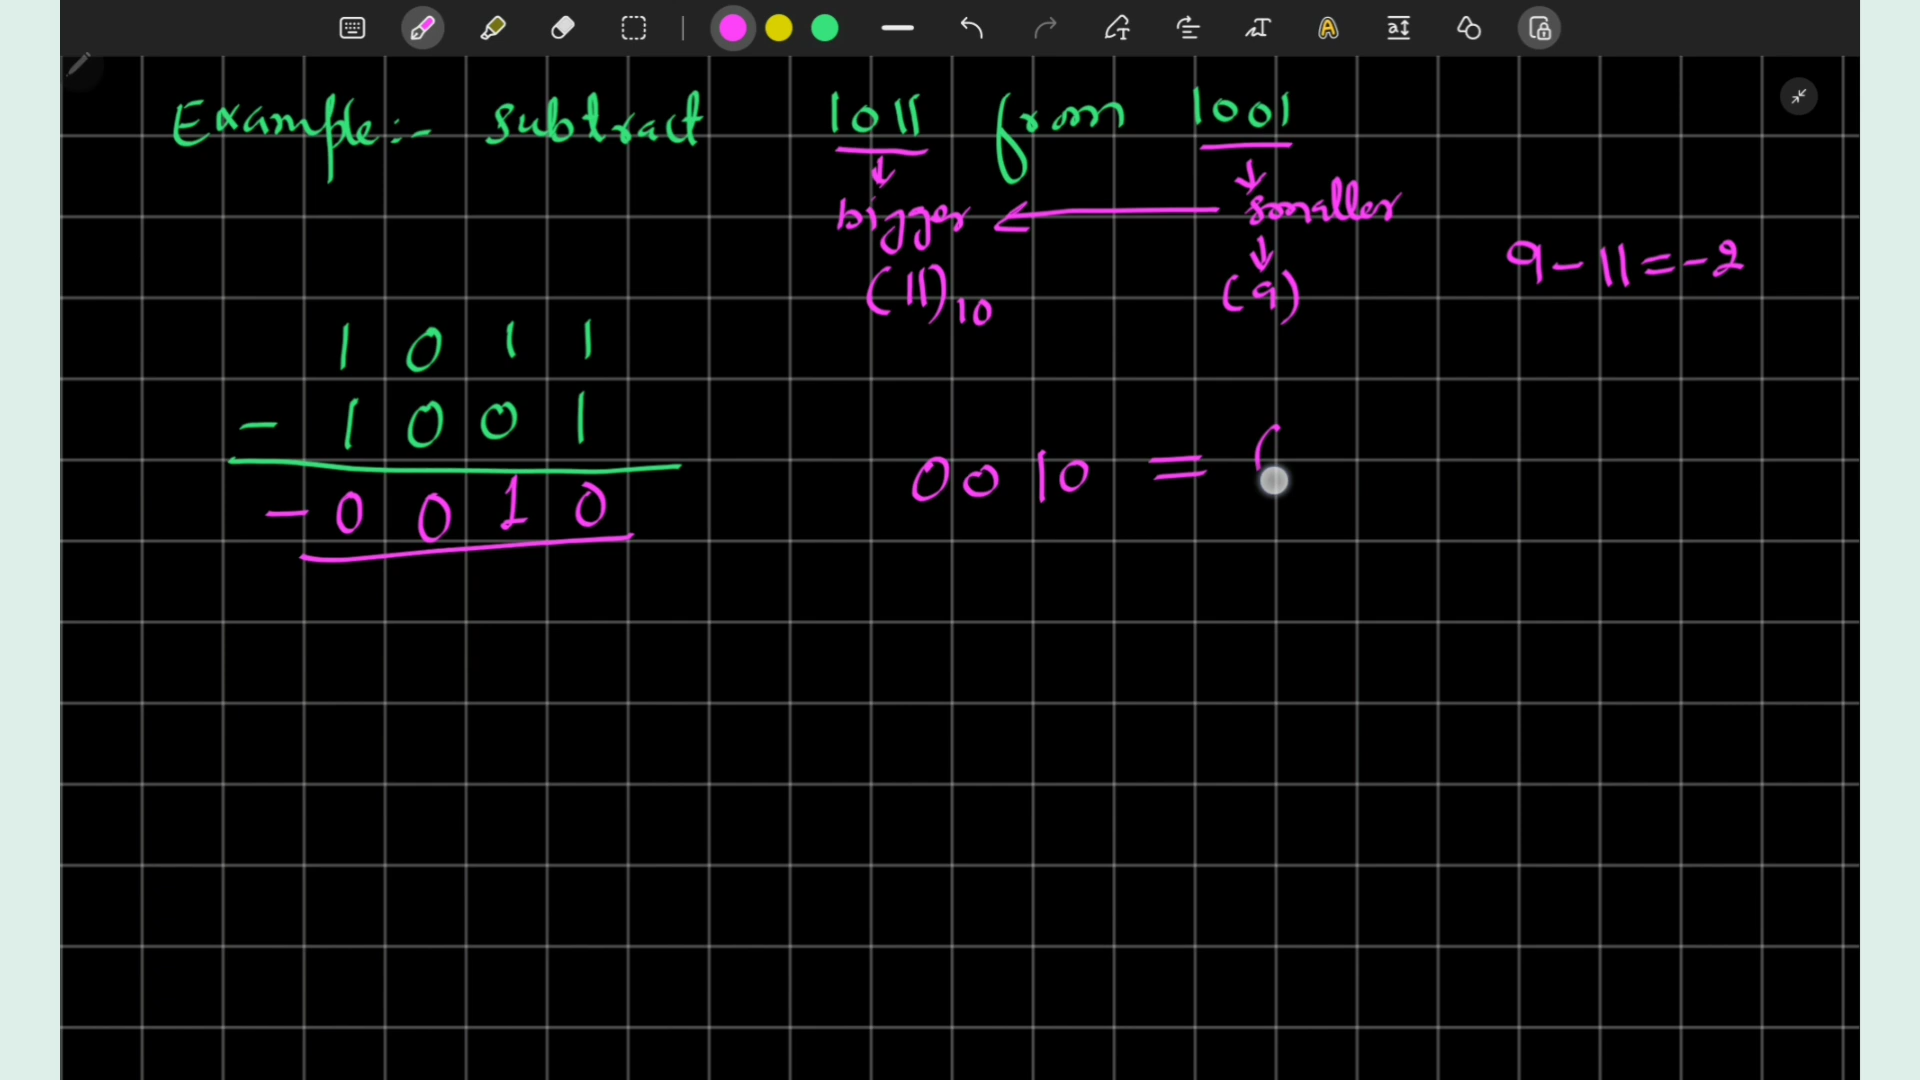 Example:- subtract 1011 from 1001
bigger smaller
(11)10 (9)
9-11=-2
1 0 1 1
- 1 0 0 1
- 0 0 1 0
0010 = (